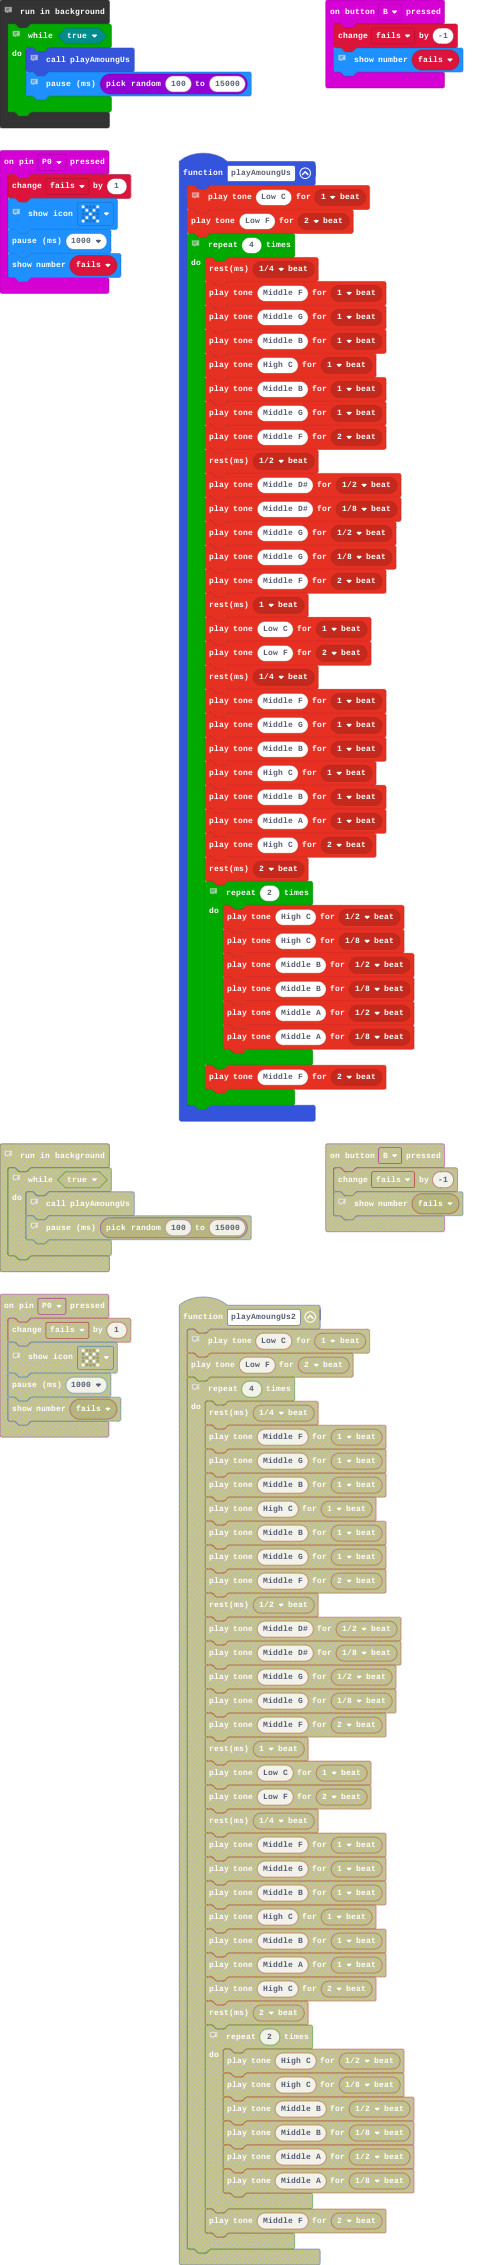 run in background
while true
do
call playAmoungUs
pause (ms) pick random 100 to 15000
on button B pressed
change fails by -1
show number fails
on pin P0 pressed
change fails by 1
show icon
pause (ms) 1000
show number fails
function playAmoungUs
play tone Low C for 1 beat
play tone Low F for 2 beat
repeat 4 times
do
rest(ms) 1/4 beat
play tone Middle F for 1 beat
play tone Middle G for 1 beat
play tone Middle B for 1 beat
play tone High C for 1 beat
play tone Middle B for 1 beat
play tone Middle G for 1 beat
play tone Middle F for 2 beat
rest(ms) 1/2 beat
play tone Middle D# for 1/2 beat
play tone Middle D# for 1/8 beat
play tone Middle G for 1/2 beat
play tone Middle G for 1/8 beat
play tone Middle F for 2 beat
rest(ms) 1 beat
play tone Low C for 1 beat
play tone Low F for 2 beat
rest(ms) 1/4 beat
play tone Middle F for 1 beat
play tone Middle G for 1 beat
play tone Middle B for 1 beat
play tone High C for 1 beat
play tone Middle B for 1 beat
play tone Middle A for 1 beat
play tone High C for 2 beat
rest(ms) 2 beat
repeat 2 times
do
play tone High C for 1/2 beat
play tone High C for 1/8 beat
play tone Middle B for 1/2 beat
play tone Middle B for 1/8 beat
play tone Middle A for 1/2 beat
play tone Middle A for 1/8 beat
play tone Middle F for 2 beat
run in background
while true
do
call playAmoungUs
pause (ms) pick random 100 to 15000
on button B pressed
change fails by -1
show number fails
on pin P0 pressed
change fails by 1
show icon
pause (ms) 1000
show number fails
function playAmoungUs2
play tone Low C for 1 beat
play tone Low F for 2 beat
repeat 4 times
do
rest(ms) 1/4 beat
play tone Middle F for 1 beat
play tone Middle G for 1 beat
play tone Middle B for 1 beat
play tone High C for 1 beat
play tone Middle B for 1 beat
play tone Middle G for 1 beat
play tone Middle F for 2 beat
rest(ms) 1/2 beat
play tone Middle D# for 1/2 beat
play tone Middle D# for 1/8 beat
play tone Middle G for 1/2 beat
play tone Middle G for 1/8 beat
play tone Middle F for 2 beat
rest(ms) 1 beat
play tone Low C for 1 beat
play tone Low F for 2 beat
rest(ms) 1/4 beat
play tone Middle F for 1 beat
play tone Middle G for 1 beat
play tone Middle B for 1 beat
play tone High C for 1 beat
play tone Middle B for 1 beat
play tone Middle A for 1 beat
play tone High C for 2 beat
rest(ms) 2 beat
repeat 2 times
do
play tone High C for 1/2 beat
play tone High C for 1/8 beat
play tone Middle B for 1/2 beat
play tone Middle B for 1/8 beat
play tone Middle A for 1/2 beat
play tone Middle A for 1/8 beat
play tone Middle F for 2 beat